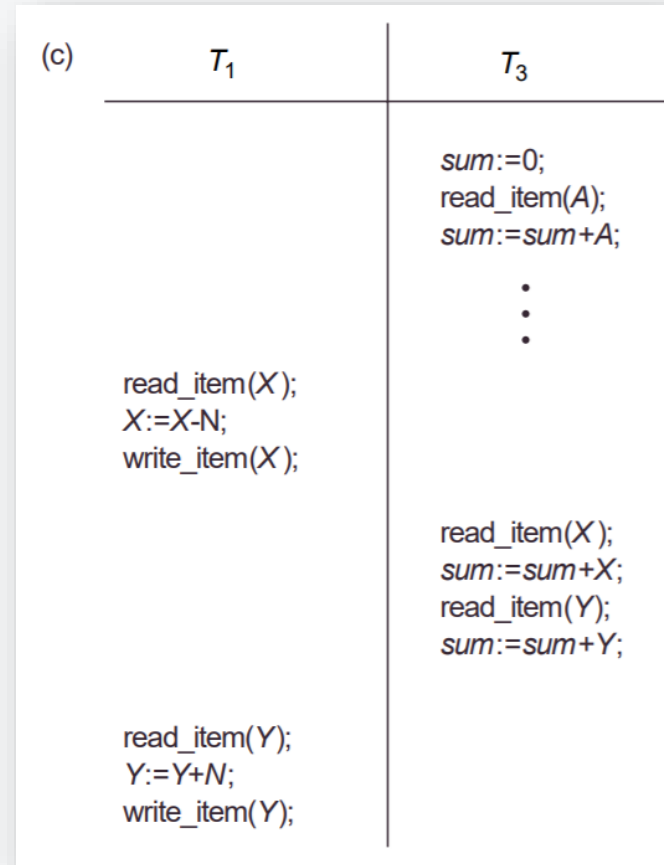 (c) T1 T3
sum:=0;
read_item(A);
sum:=sum+A;
read_item(X);
X:=X-N;
write_item(X);
read_item(X);
sum:=sum+X;
read_item(Y);
sum:=sum+Y;
read_item(Y);
Y:=Y+N;
write_item(Y);